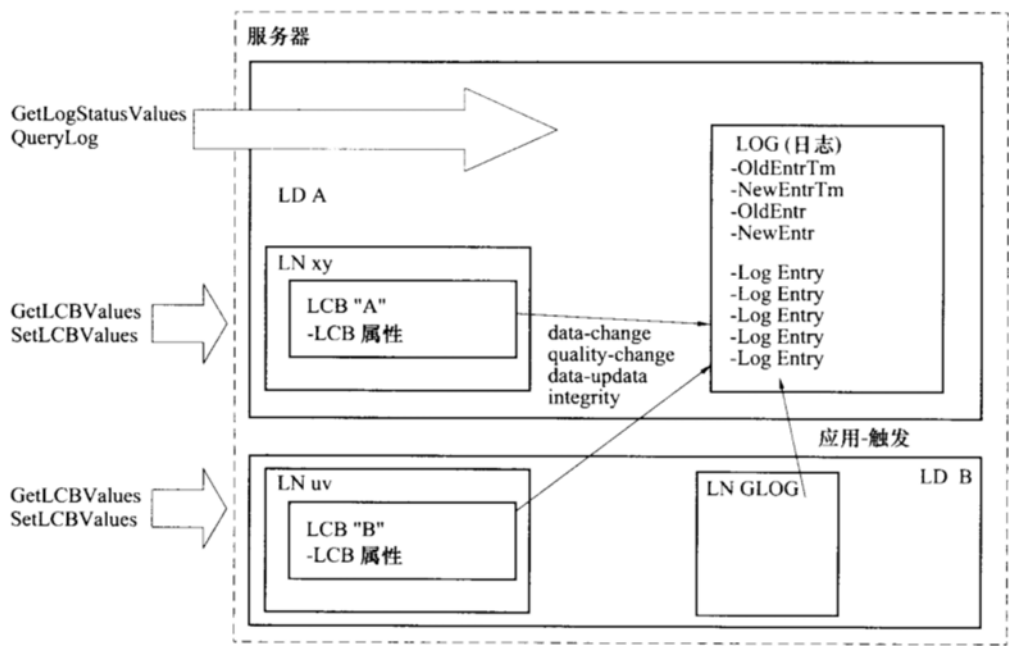 服务器
GetLogStatusValues
QueryLog
LD A
LOG (日志)
-OldEntrTm
-NewEntrTm
-OldEntr
-NewEntr
-Log Entry
-Log Entry
-Log Entry
-Log Entry
-Log Entry
LN xy
LCB "A"
-LCB 属性
GetLCBValues
SetLCBValues
data-change
quality-change
data-updata
integrity
应用-触发
LN uv
LCB "B"
-LCB 属性
GetLCBValues
SetLCBValues
LN GLOG
LD B